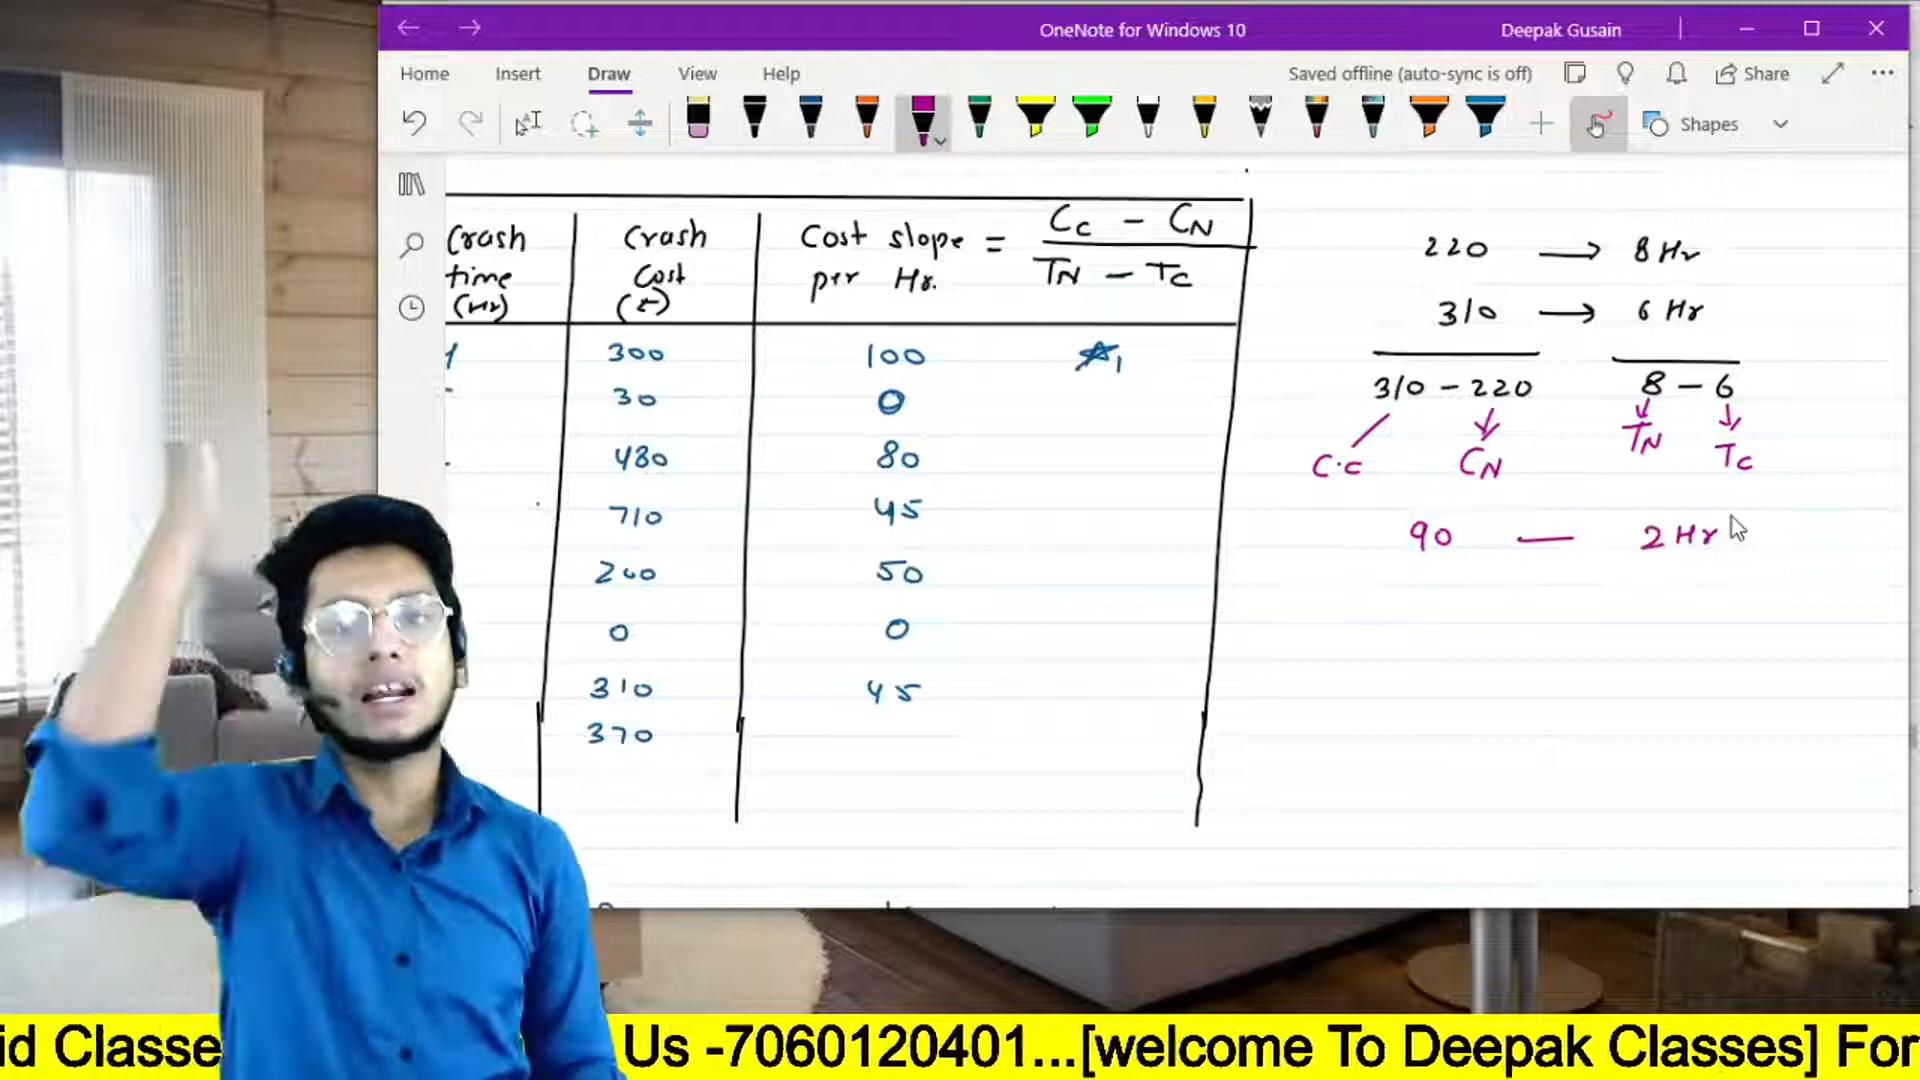 OneNote for Windows 10
Deepak Gusain
Home Insert Draw View Help
Saved offline (auto-sync is off)
Share
Shapes
Crash time (Hr)
Crash Cost (₹)
Cost slope per Hr. = CC - CN / TN - TC
1 300 100 1
30 0
480 80
710 45
200 50
0 0
310 45
370
220 → 8 Hr
310 → 6 Hr
310 - 220 8 - 6
C.C CN TN TC
90 — 2 Hr
id Classe Us -7060120401...[welcome To Deepak Classes] For